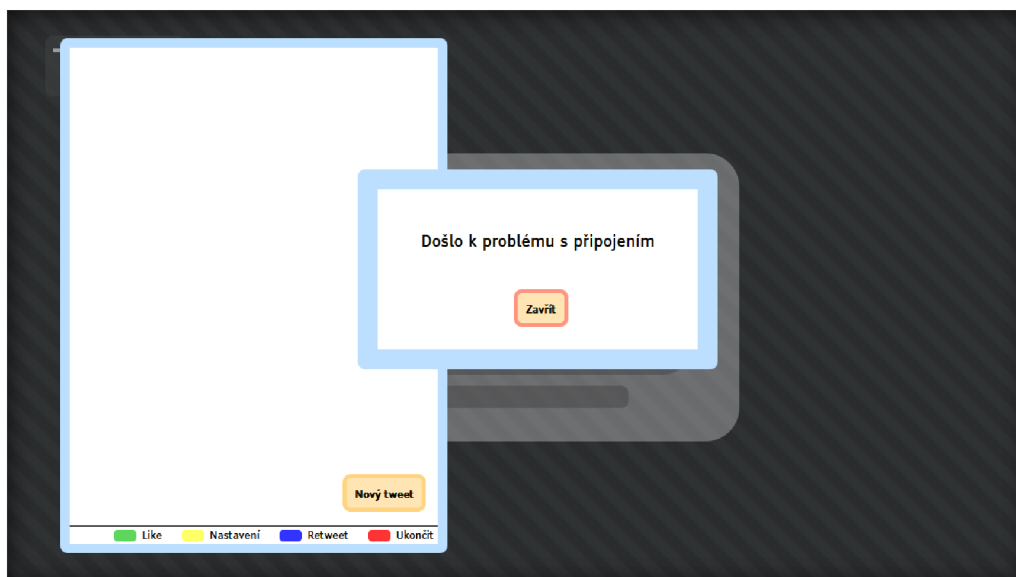 Došlo k problému s připojením
Zavřít
Nový tweet
Like Nastavení Retweet Ukončit